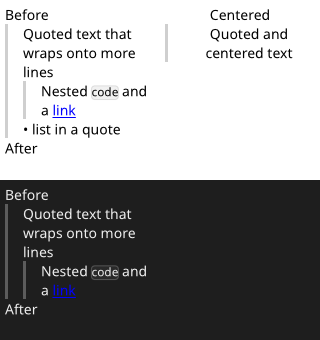 Before
Quoted text that
wraps onto more
lines
Nested code and
a link
• list in a quote
After
Centered
Quoted and
centered text
Before
Quoted text that
wraps onto more
lines
Nested code and
a link
After